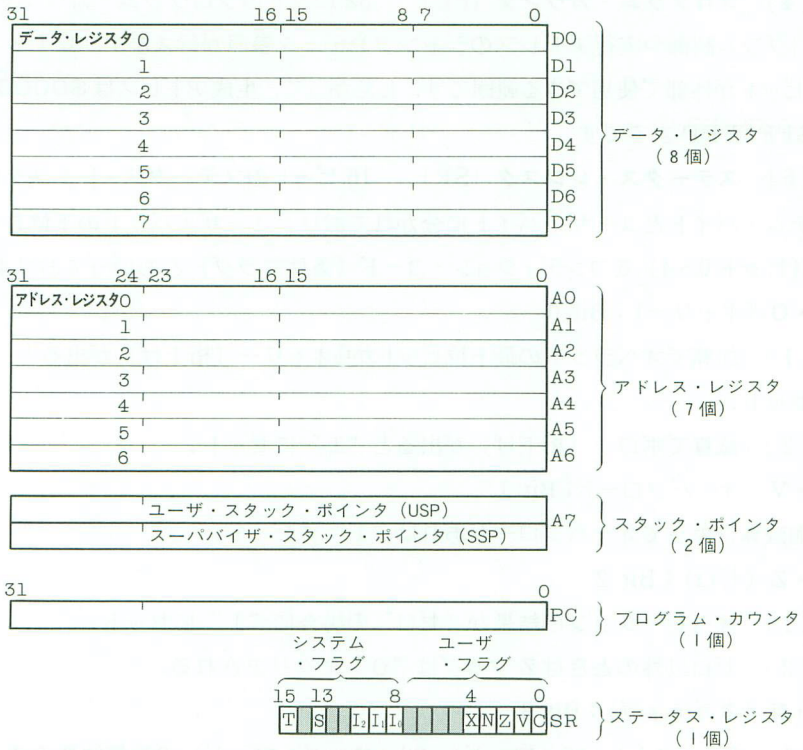 31 16 15 8 7 0
データ・レジスタ0 D0
1 D1
2 D2
3 D3
4 D4
5 D5
6 D6
7 D7
データ・レジスタ
(8個)
31 24 23 16 15 0
アドレス・レジスタ0 A0
1 A1
2 A2
3 A3
4 A4
5 A5
6 A6
アドレス・レジスタ
(7個)
ユーザ・スタック・ポインタ (USP)
スーパバイザ・スタック・ポインタ (SSP)
A7
スタック・ポインタ
(2個)
31 0
PC
プログラム・カウンタ
(1個)
システム
・フラグ
ユーザ
フラグ
15 13 8 4 0
T S I₂ I₁ I₀ X N Z V C SR
ステータス・レジスタ
(1個)